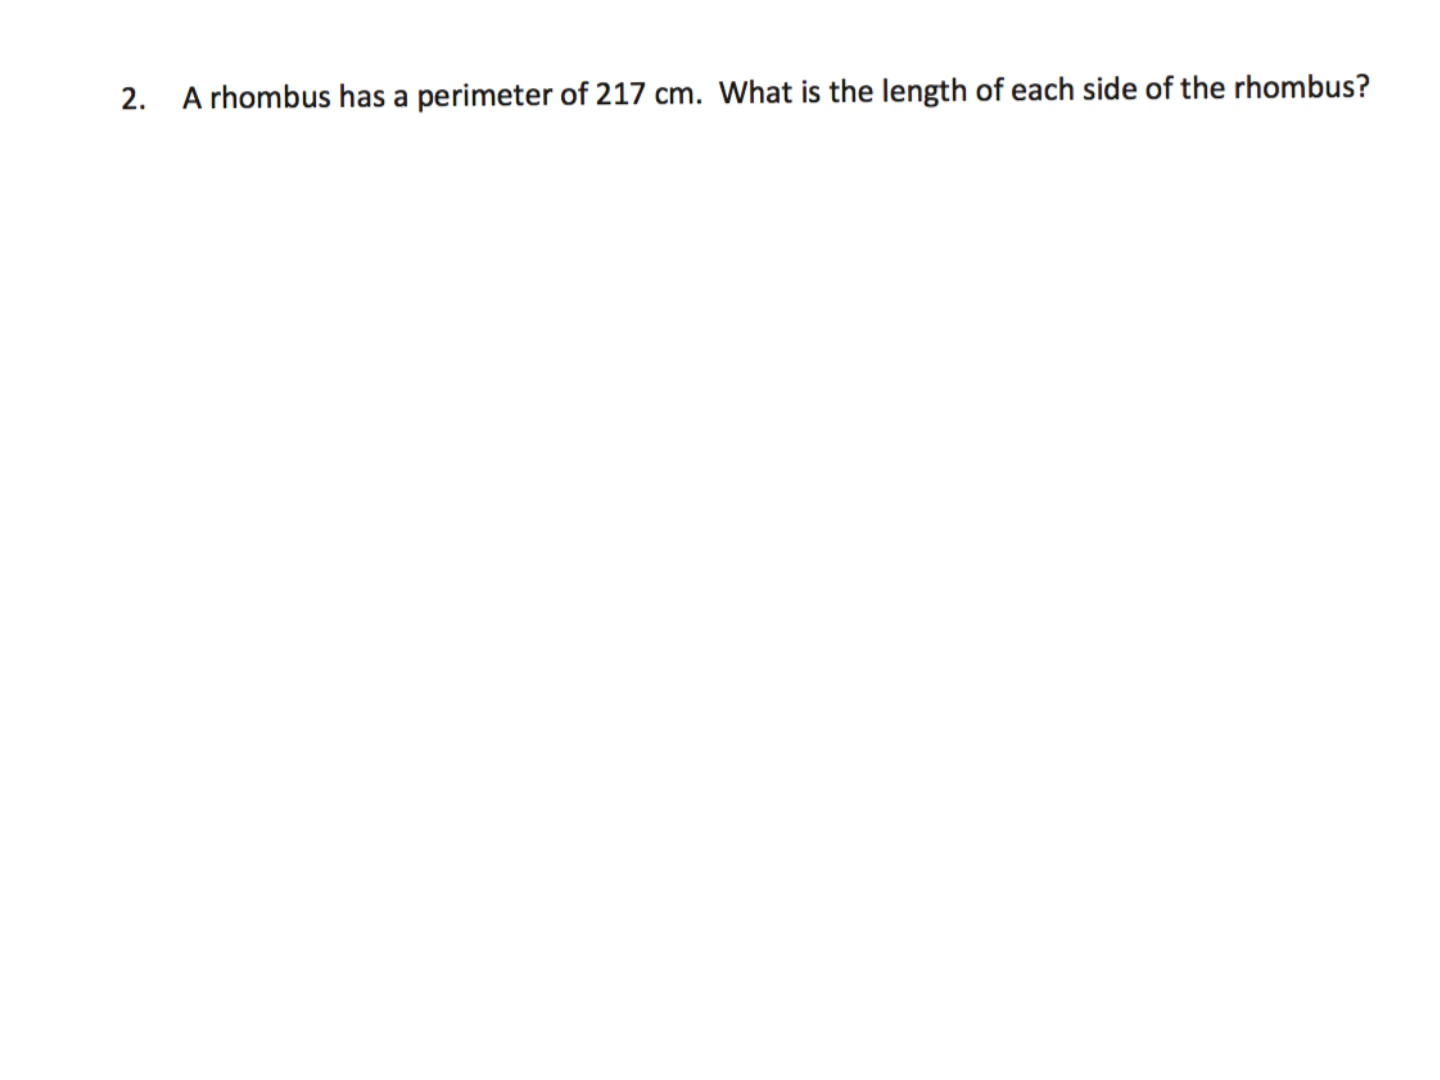 2. A rhombus has a perimeter of 217 cm. What is the length of each side of the rhombus?